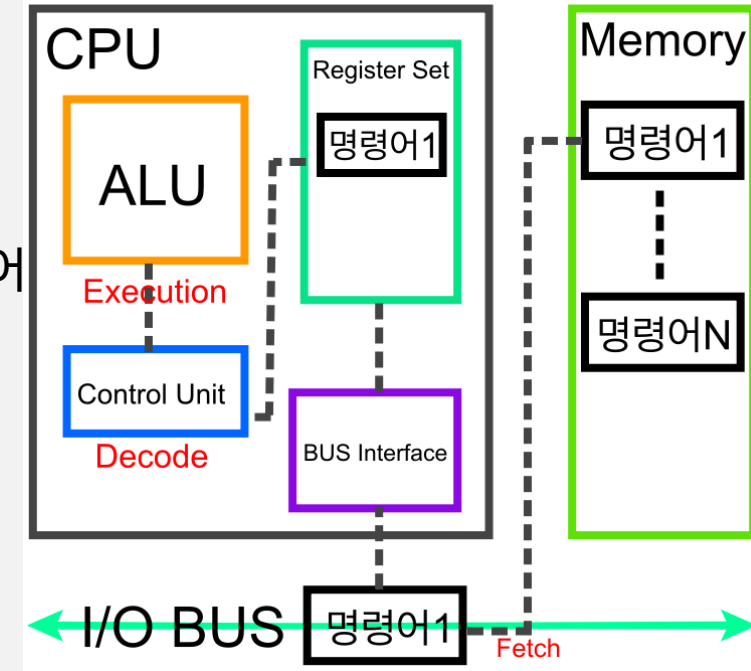 CPU
Register Set
명령어1
ALU
Execution
Control Unit
Decode
BUS Interface
Memory
명령어1
명령어N
I/O BUS
명령어1
Fetch
어